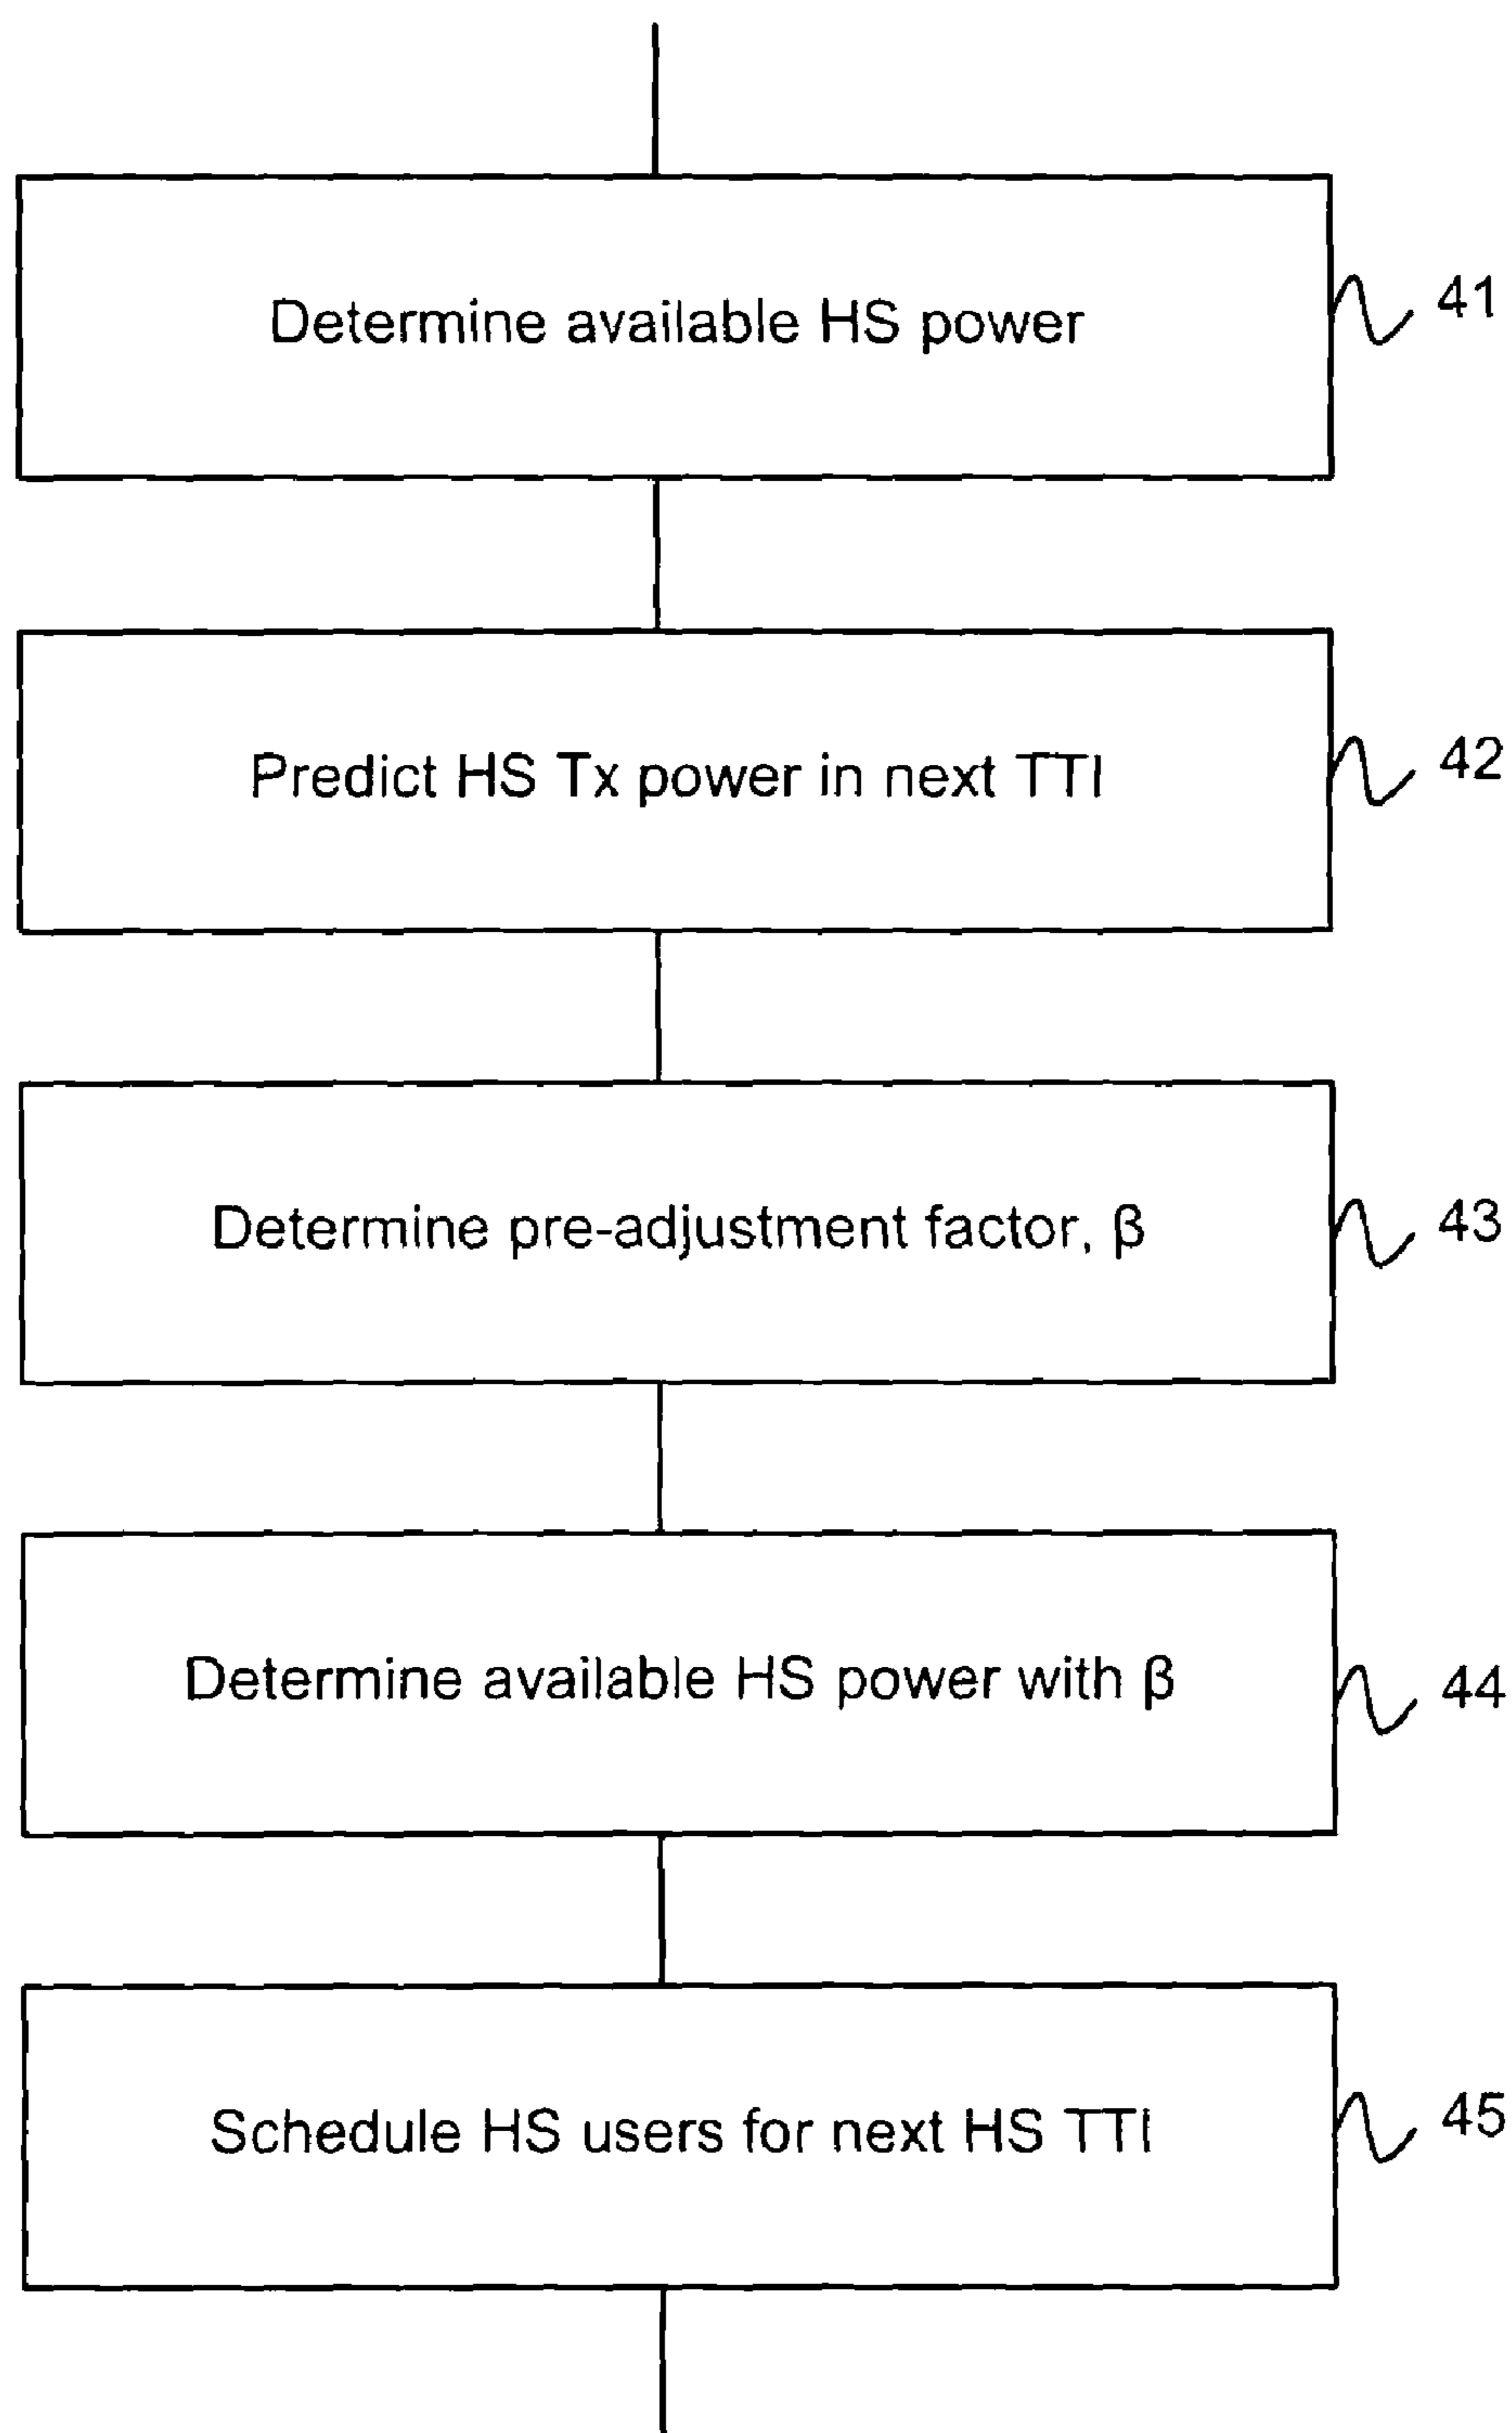 Determine available HS power
41
Predict HS Tx power in next TTI
42
Determine pre-adjustment factor, β
43
Determine available HS power with β
44
Schedule HS users for next HS TTI
45